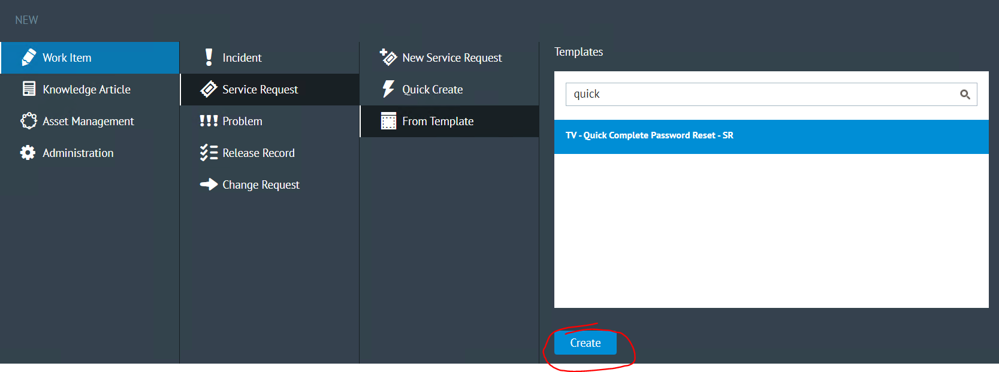 NEW
Work Item
Knowledge Article
Asset Management
Administration
Incident
Service Request
Problem
Release Record
Change Request
New Service Request
Quick Create
From Template
Templates
quick
TV - Quick Complete Password Reset - SR
Create